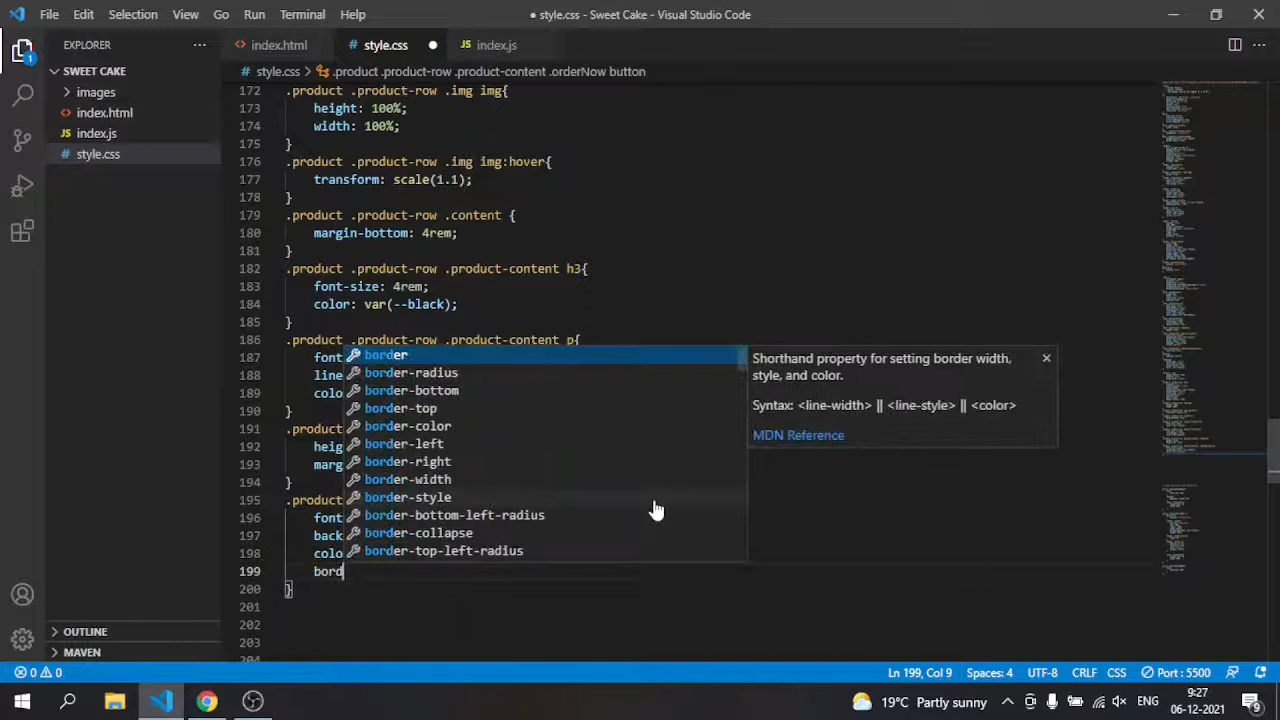 File Edit Selection View Go Run Terminal Help
● style.css - Sweet Cake - Visual Studio Code
EXPLORER
index.html
# style.css
JS index.js
1
SWEET CAKE
# style.css > .product .product-row .product-content .orderNow button
images
index.html
JS index.js
# style.css
172 .product .product-row .img img{
173 height: 100%;
174 width: 100%;
175 }
176 .product .product-row .img img:hover{
177 transform: scale(1.1);
178 }
179 .product .product-row .content {
180 margin-bottom: 4rem;
181 }
182 .product .product-row .product-content h3{
183 font-size: 4rem;
184 color: var(--black);
185 }
186 .product .product-row .product-content p{
187 font
188 line
189 colo
190 }
191 .produc
192 heig
193 marg
194 }
195 .product
196 font
197 back
198 colo
199 bord
200 }
201
202
203
204
border
border-radius
border-bottom
border-top
border-color
border-left
border-right
border-width
border-style
border-bottom-left-radius
border-collapse
border-top-left-radius
Shorthand property for setting border width,
style, and color.
Syntax: <line-width> || <line-style> || <color>
MDN Reference
OUTLINE
MAVEN
0 0
Ln 199, Col 9 Spaces: 4 UTF-8 CRLF CSS Port : 5500
19°C Partly sunny
ENG
9:27
06-12-2021
9